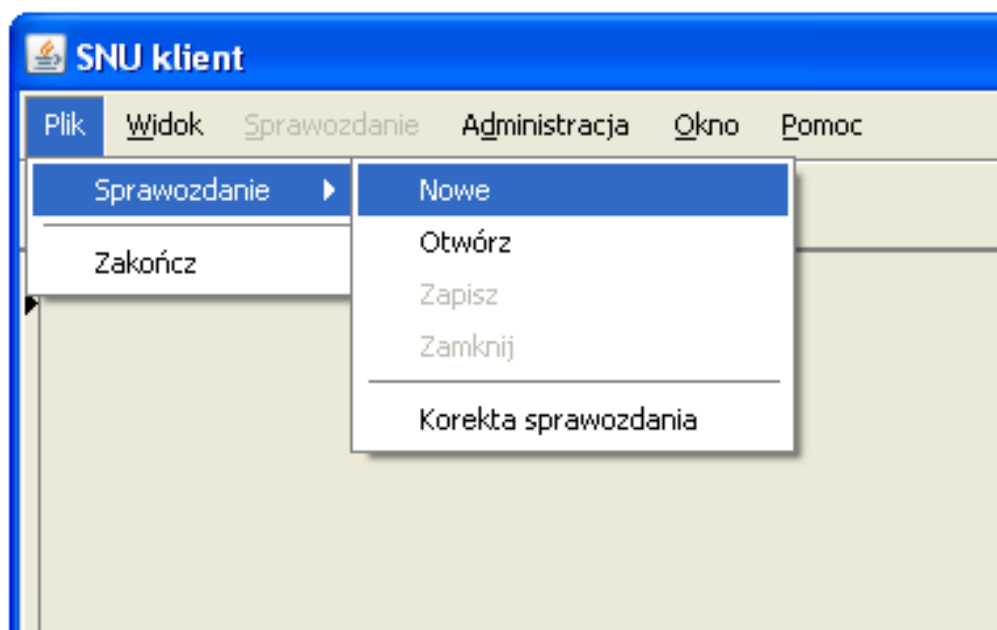 SNU klient
Plik Widok Sprawozdanie Administracja Okno Pomoc
Sprawozdanie
Zakończ
Nowe
Otwórz
Zapisz
Zamknij
Korekta sprawozdania